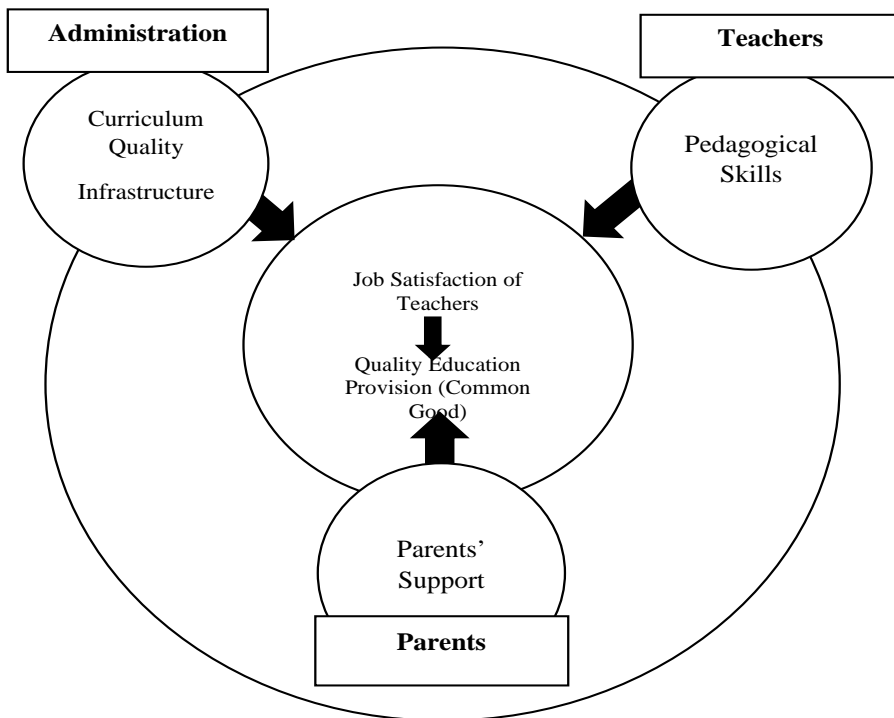 Administration
Teachers
Curriculum
Quality
Infrastructure
Pedagogical
Skills
Job Satisfaction of
Teachers
Quality Education
Provision (Common
Good)
Parents’
Support
Parents